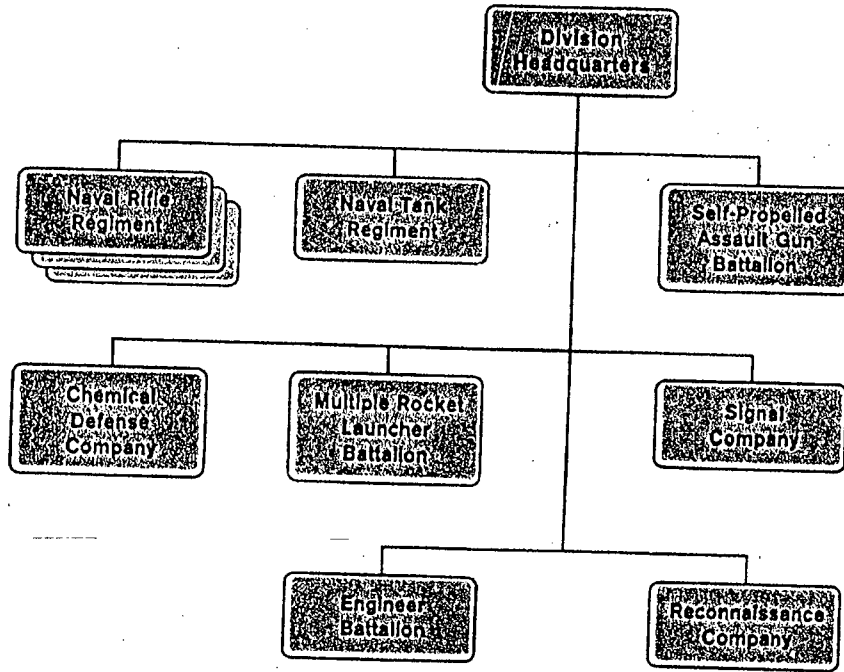 Division
Headquarters
Naval Rifle
Regiment
Naval Tank
Regiment
Self-Propelled
Assault Gun
Battalion
Chemical
Defense
Company
Multiple Rocket
Launcher
Battalion
Signal
Company
Engineer
Battalion
Reconnaissance
Company